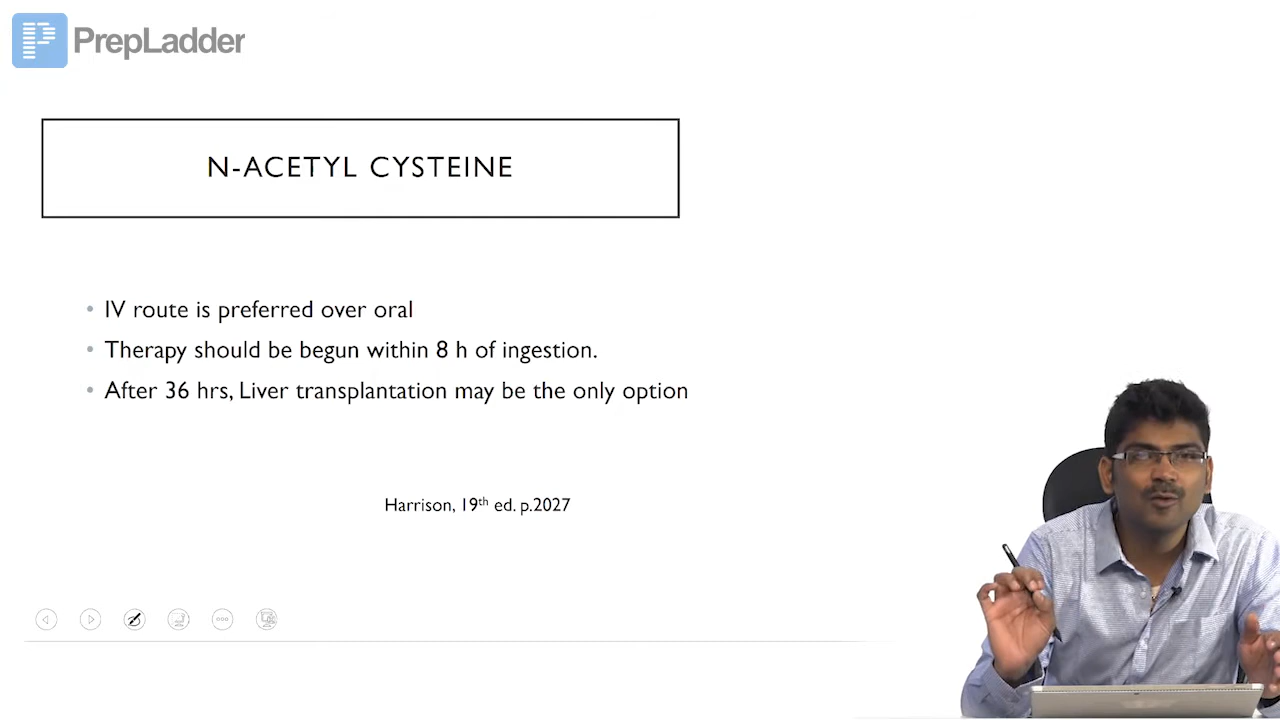 PrepLadder
N-ACETYL CYSTEINE
• IV route is preferred over oral
• Therapy should be begun within 8 h of ingestion.
• After 36 hrs, Liver transplantation may be the only option
Harrison, 19th ed. p.2027